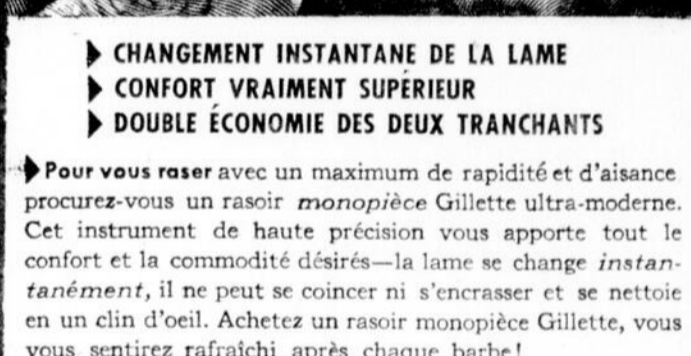 CHANGEMENT INSTANTANE DE LA LAME
CONFORT VRAIMENT SUPÉRIEUR
DOUBLE ÉCONOMIE DES DEUX TRANCHANTS
Pour vous raser avec un maximum de rapidité et d'aisance
procurez-vous un rasoir monopièce Gillette ultra-moderne.
Cet instrument de haute précision vous apporte tout le
confort et la commodité désirés—la lame se change instan-
tanément, il ne peut se coincer ni s'encrasser et se nettoie
en un clin d'oeil. Achetez un rasoir monopièce Gillette, vous
vous sentirez rafraîchi après chaque barbe!